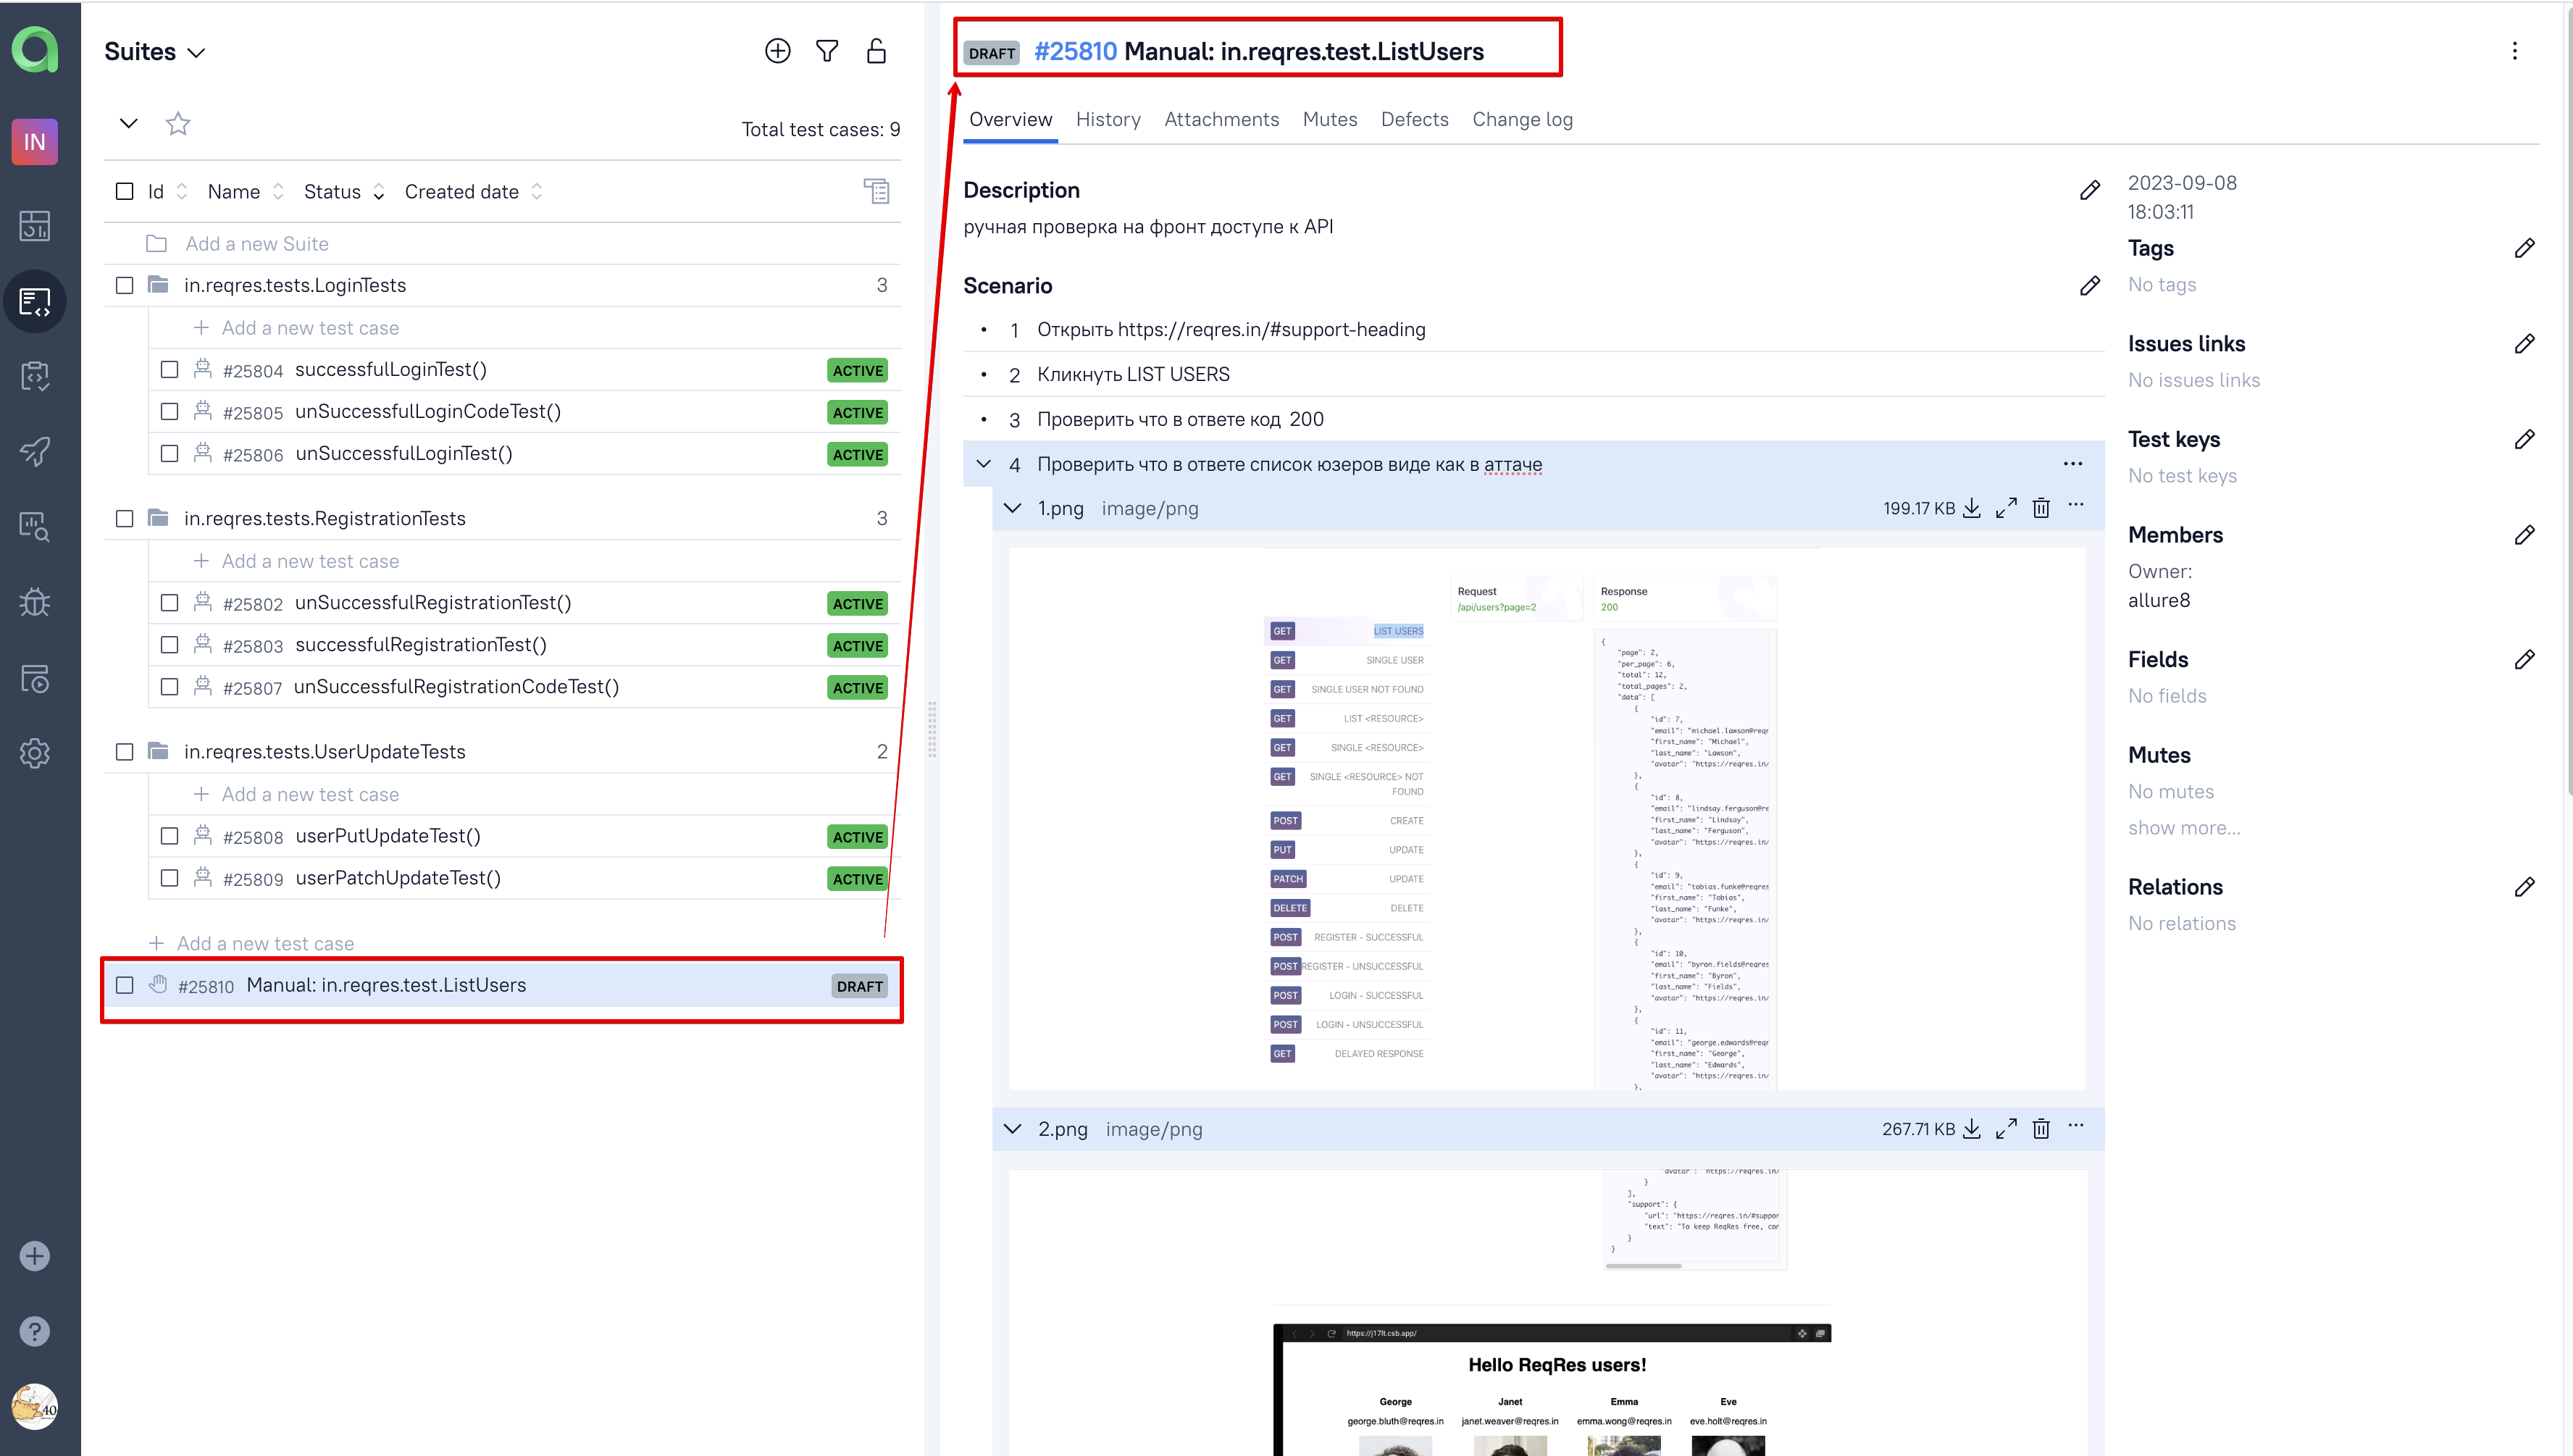 IN
40
Suites
Total test cases: 9
Id Name Status Created date
Add a new Suite
in.reqres.tests.LoginTests 3
Add a new test case
#25804 successfulLoginTest() ACTIVE
#25805 unSuccessfulLoginCodeTest() ACTIVE
#25806 unSuccessfulLoginTest() ACTIVE
in.reqres.tests.RegistrationTests 3
Add a new test case
#25802 unSuccessfulRegistrationTest() ACTIVE
#25803 successfulRegistrationTest() ACTIVE
#25807 unSuccessfulRegistrationCodeTest() ACTIVE
in.reqres.tests.UserUpdateTests 2
Add a new test case
#25808 userPutUpdateTest() ACTIVE
#25809 userPatchUpdateTest() ACTIVE
Add a new test case
#25810 Manual: in.reqres.test.ListUsers DRAFT
DRAFT #25810 Manual: in.reqres.test.ListUsers
Overview History Attachments Mutes Defects Change log
Description
ручная проверка на фронт доступе к API
Scenario
1 Открыть https://reqres.in/#support-heading
2 Кликнуть LIST USERS
3 Проверить что в ответе код 200
4 Проверить что в ответе список юзеров виде как в аттаче
1.png image/png 199.17 KB
GET LIST USERS
GET SINGLE USER
GET SINGLE USER NOT FOUND
GET LIST <RESOURCE>
GET SINGLE <RESOURCE>
GET SINGLE <RESOURCE> NOT
FOUND
POST CREATE
PUT UPDATE
PATCH UPDATE
DELETE DELETE
POST REGISTER - SUCCESSFUL
POST REGISTER - UNSUCCESSFUL
POST LOGIN - SUCCESSFUL
POST LOGIN - UNSUCCESSFUL
GET DELAYED RESPONSE
Request
/api/users?page=2
Response
200
{
"page": 2,
"per_page": 6,
"total": 12,
"total_pages": 2,
"data": [
{
"id": 7,
"email": "michael.lawson@reqr
"first_name": "Michael",
"last_name": "Lawson",
"avatar": "https://reqres.in/
},
{
"id": 8,
"email": "lindsay.ferguson@re
"first_name": "Lindsay",
"last_name": "Ferguson",
"avatar": "https://reqres.in/
},
{
"id": 9,
"email": "tobias.funke@reqres
"first_name": "Tobias",
"last_name": "Funke",
"avatar": "https://reqres.in/
},
{
"id": 10,
"email": "byron.fields@reqres
"first_name": "Byron",
"last_name": "Fields",
"avatar": "https://reqres.in/
},
{
"id": 11,
"email": "george.edwards@reqr
"first_name": "George",
"last_name": "Edwards",
"avatar": "https://reqres.in/
},
2.png image/png 267.71 KB
"avatar": "https://reqres.in/
}
],
"support": {
"url": "https://reqres.in/#suppor
"text": "To keep ReqRes free, cor
}
}
https://j17lt.csb.app/
Hello ReqRes users!
George Janet Emma Eve
george.bluth@reqres.in janet.weaver@reqres.in emma.wong@reqres.in eve.holt@reqres.in
2023-09-08
18:03:11
Tags
No tags
Issues links
No issues links
Test keys
No test keys
Members
Owner:
allure8
Fields
No fields
Mutes
No mutes
show more...
Relations
No relations